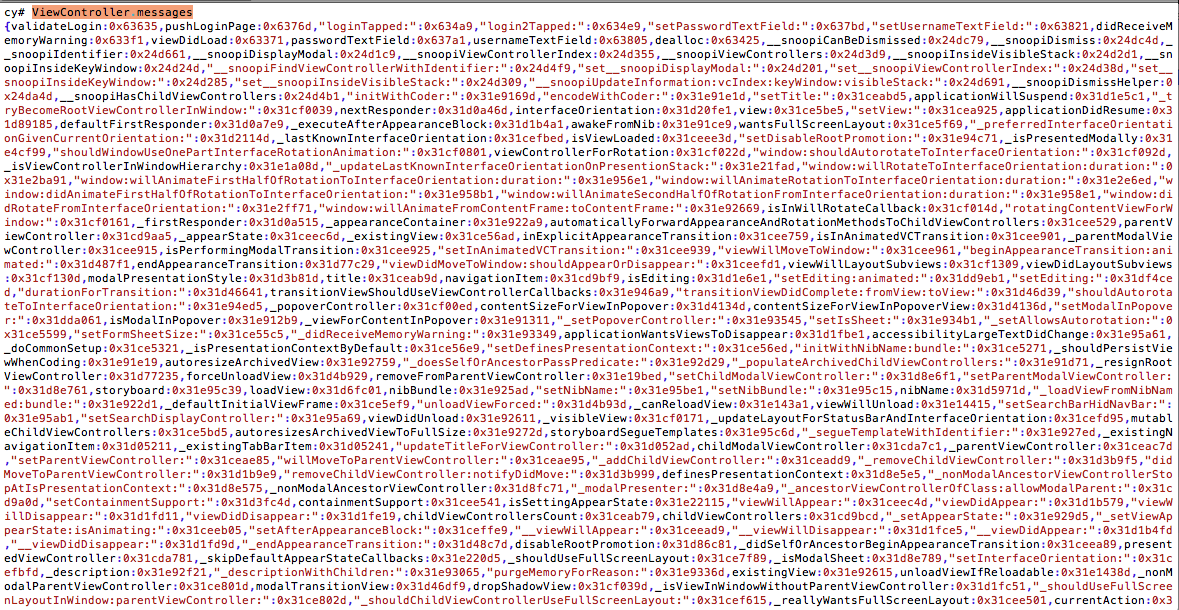 cy# ViewController.messages
{validateLogin:0x63635,pushLoginPage:0x6376d,"loginTapped:":0x634a9,"login2Tapped:":0x634e9,"setPasswordTextField:":0x637bd,"setUsernameTextField:":0x63821,didReceiveM
emoryWarning:0x633f1,viewDidLoad:0x63371,passwordTextField:0x637a1,usernameTextField:0x63805,dealloc:0x63425,__snoopiCanBeDismissed:0x24dc79,__snoopiDismiss:0x24dc4d,_
_snoopiIdentifier:0x24d661,__snoopiDisplayModal:0x24d1c9,__snoopiViewControllerIndex:0x24d355,__snoopiViewControllers:0x24d3d9,__snoopiInsideVisibleStack:0x24d2d1,__sn
oopiInsideKeyWindow:0x24d24d,"__snoopiFindViewControllerWithIdentifier:":0x24d4f9,"set__snoopiDisplayModal:":0x24d201,"set__snoopiViewControllerIndex:":0x24d38d,"set__
snoopiInsideKeyWindow:":0x24d285,"set__snoopiInsideVisibleStack:":0x24d309,"__snoopiUpdateInformation:vcIndex:keyWindow:visibleStack:":0x24d691,__snoopiDismissHelper:0
x24da4d,__snoopiHasChildViewControllers:0x24d4b1,"initWithCoder:":0x31e9169d,"encodeWithCoder:":0x31e91e1d,"setTitle:":0x31ceabd5,applicationWillSuspend:0x31d1e5c1,"_t
ryBecomeRootViewControllerInWindow:":0x31cf0039,nextResponder:0x31d0a46d,interfaceOrientation:0x31d20fe1,view:0x31ce5be5,"setView:":0x31cea925,applicationDidResume:0x3
1d89185,defaultFirstResponder:0x31d0a7e9,_executeAfterAppearanceBlock:0x31d1b4a1,awakeFromNib:0x31e91ce9,wantsFullScreenLayout:0x31ce5f69,"_preferredInterfaceOrientati
onGivenCurrentOrientation:":0x31d2114d,_lastKnownInterfaceOrientation:0x31cefbed,isViewLoaded:0x31ceee3d,"setDisableRootPromotion:":0x31e94c71,_isPresentedModally:0x31
e4cf99,"shouldWindowUseOnePartInterfaceRotationAnimation:":0x31cf0801,viewControllerForRotation:0x31cf022d,"window:shouldAutorotateToInterfaceOrientation:":0x31cf092d,
_isViewControllerInWindowHierarchy:0x31e1a08d,"_updateLastKnownInterfaceOrientationOnPresentionStack:":0x31e21fad,"window:willRotateToInterfaceOrientation:duration:":0
x31e2ba91,"window:willAnimateFirstHalfOfRotationToInterfaceOrientation:duration:":0x31e956e1,"window:willAnimateRotationToInterfaceOrientation:duration:":0x31e2e6ed,"w
indow:didAnimateFirstHalfOfRotationToInterfaceOrientation:":0x31e958b1,"window:willAnimateSecondHalfOfRotationFromInterfaceOrientation:duration:":0x31e958e1,"window:di
dRotateFromInterfaceOrientation:":0x31e2ff71,"window:willAnimateFromContentFrame:toContentFrame:":0x31e92669,isInWillRotateCallback:0x31cf014d,"rotatingContentViewForW
indow:":0x31cf0161,_firstResponder:0x31d0a515,_appearanceContainer:0x31e922a9,automaticallyForwardAppearanceAndRotationMethodsToChildViewControllers:0x31cee529,parentV
iewController:0x31cd9aa5,_appearState:0x31ceec6d,_existingView:0x31ce56ad,inExplicitAppearanceTransition:0x31cee759,isInAnimatedVCTransition:0x31cee901,_parentModalVie
wController:0x31cee915,isPerformingModalTransition:0x31cee925,"setInAnimatedVCTransition:":0x31cee939,"viewWillMoveToWindow:":0x31cee961,"beginAppearanceTransition:ani
mated:":0x31d487f1,endAppearanceTransition:0x31d77c29,"viewDidMoveToWindow:shouldAppearOrDisappear:":0x31ceefd1,viewWillLayoutSubviews:0x31cf1309,viewDidLayoutSubviews
:0x31cf130d,modalPresentationStyle:0x31d3b81d,title:0x31ceab9d,navigationItem:0x31cd9bf9,isEditing:0x31d1e6e1,"setEditing:animated:":0x31dd9eb1,"setEditing:":0x31df4ce
d,"durationForTransition:":0x31d46641,transitionViewShouldUseViewControllerCallbacks:0x31e946a9,"transitionViewDidComplete:fromView:toView:":0x31d46d39,"shouldAutorota
teToInterfaceOrientation:":0x31e94ed5,_popoverController:0x31cf00ed,contentSizeForViewInPopover:0x31d4134d,contentSizeForViewInPopoverView:0x31d4136d,"setModalInPopove
r:":0x31dda061,isModalInPopover:0x31e912b9,_viewForContentInPopover:0x31e91311,"_setPopoverController:":0x31e93545,"setIsSheet:":0x31e934b1,"_setAllowsAutorotation:":0
x31ce5599,"setFormSheetSize:":0x31ce55c5,"_didReceiveMemoryWarning:":0x31e93349,applicationWantsViewsToDisappear:0x31d1fbe1,accessibilityLargeTextDidChange:0x31e95a61,
_doCommonSetup:0x31ce5321,_isPresentationContextByDefault:0x31ce56e9,"setDefinesPresentationContext:":0x31ce56ed,"initWithNibName:bundle:":0x31ce5271,_shouldPersistVie
wWhenCoding:0x31e91e19,autoresizeArchivedView:0x31e92759,"_doesSelfOrAncestorPassPredicate:":0x31e92d29,"_populateArchivedChildViewControllers:":0x31e91d71,_resignRoot
ViewController:0x31d77235,forceUnloadView:0x31d4b929,removeFromParentViewController:0x31e19bed,"setChildModalViewController:":0x31d8e6f1,"setParentModalViewController:"
:0x31d8e761,storyboard:0x31e95c39,loadView:0x31d6fc01,nibBundle:0x31e925ad,"setNibName:":0x31e95be1,"setNibBundle:":0x31e95c15,nibName:0x31d5971d,"_loadViewFromNibNam
ed:bundle:":0x31e922d1,_defaultInitialViewFrame:0x31ce5ef9,"unloadViewForced:":0x31d4b93d,_canReloadView:0x31e143a1,viewWillUnload:0x31e14415,"setSearchBarHidNavBar:":
0x31e95ab1,"setSearchDisplayController:":0x31e95a69,viewDidUnload:0x31e92611,_visibleView:0x31cf0171,_updateLayoutForStatusBarAndInterfaceOrientation:0x31cefd95,mutabl
eChildViewControllers:0x31ce5bd5,autoresizesArchivedViewToFullSize:0x31e9272d,storyboardSegueTemplates:0x31e95c6d,"_segueTemplateWithIdentifier:":0x31e927ed,_existingN
avigationItem:0x31d05211,_existingTabBarItem:0x31d05241,"updateTitleForViewController:":0x31d052ad,childModalViewController:0x31cda7c1,_parentViewController:0x31ceac7d
,"setParentViewController:":0x31ceae85,"willMoveToParentViewController:":0x31ceae95,"_addChildViewController:":0x31ceadd9,"_removeChildViewController:":0x31d3b9f5,"did
MoveToParentViewController:":0x31d1b9e9,"removeChildViewController:notifyDidMove:":0x31d3b999,definesPresentationContext:0x31d8e5e5,"_nonModalAncestorViewControllerSto
pAtIsPresentationContext:":0x31d8e575,_nonModalAncestorViewController:0x31d8fc71,_modalPresenter:0x31d8e4a9,"_ancestorViewControllerOfClass:allowModalParent:":0x31c
d9a0d,"setContainmentSupport:":0x31d3fc4d,containmentSupport:0x31cee541,isSettingAppearState:0x31e22115,"viewWillAppear:":0x31ceec4d,"viewDidAppear:":0x31d1b579,"viewW
illDisappear:":0x31d1fd11,"viewDidDisappear:":0x31d1fe19,childViewControllersCount:0x31ceab79,childViewControllers:0x31cd9bcd,"_setAppearState:":0x31e929d5,"_setViewAp
pearState:isAnimating:":0x31ceeb05,"setAfterAppearanceBlock:":0x31ceffe9,"__viewWillAppear:":0x31ceead9,"__viewWillDisappear:":0x31d1fce5,"__viewDidAppear:":0x31d1b4fd
,"__viewDidDisappear:":0x31d1fd9d,"_endAppearanceTransition:":0x31d48c7d,disableRootPromotion:0x31d86c81,_didSelfOrAncestorBeginAppearanceTransition:0x31ceea89,present
edViewController:0x31cda781,_skipDefaultAppearStateCallbacks:0x31e220d5,_shouldUseFullScreenLayout:0x31ce7f89,_isModalSheet:0x31d8e789,"setInterfaceOrientation:":0x31c
efbfd,_description:0x31e92f21,"_descriptionWithChildren:":0x31e93065,"purgeMemoryForReason:":0x31e9336d,existingView:0x31e92615,unloadViewIfReloadable:0x31e1438d,_nonM
odalParentViewController:0x31ce801d,modalTransitionView:0x31d46df9,dropShadowView:0x31cf039d,_isViewInWindowWithoutParentViewController:0x31d1fc51,"_shouldUseFullScree
nLayoutInWindow:parentViewController:":0x31ce802d,"_shouldChildViewControllerUseFullScreenLayout:":0x31cef615,_reallyWantsFullScreenLayout:0x31cee501,currentAction:0x3